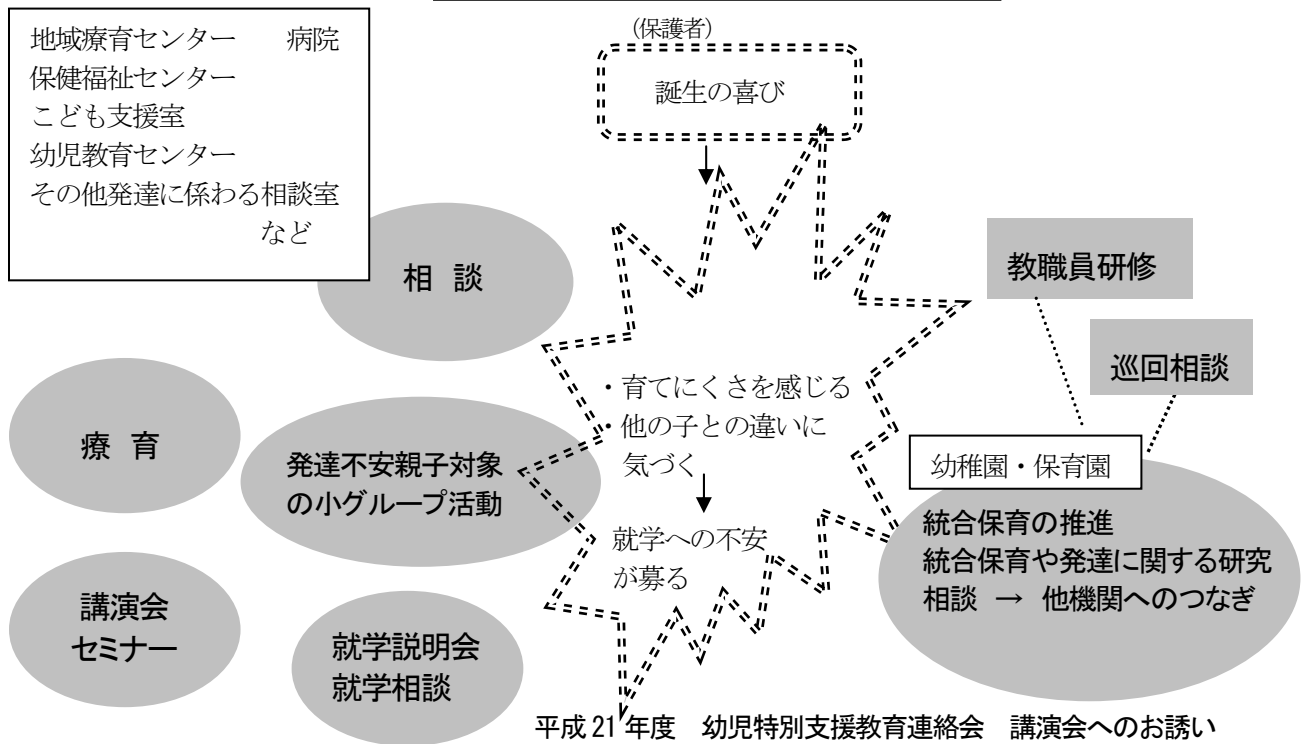 地域療育センター　　病院
保健福祉センター
こども支援室
幼児教育センター
その他発達に係わる相談室
など
(保護者)
誕生の喜び
相 談
教職員研修
巡回相談
・育てにくさを感じる
・他の子との違いに
気づく
療 育
発達不安親子対象
の小グループ活動
幼稚園・保育園
統合保育の推進
統合保育や発達に関する研究
相談 → 他機関へのつなぎ
就学への不安
が募る
講演会
セミナー
就学説明会
就学相談
平成 21 年度　幼児特別支援教育連絡会　講演会へのお誘い